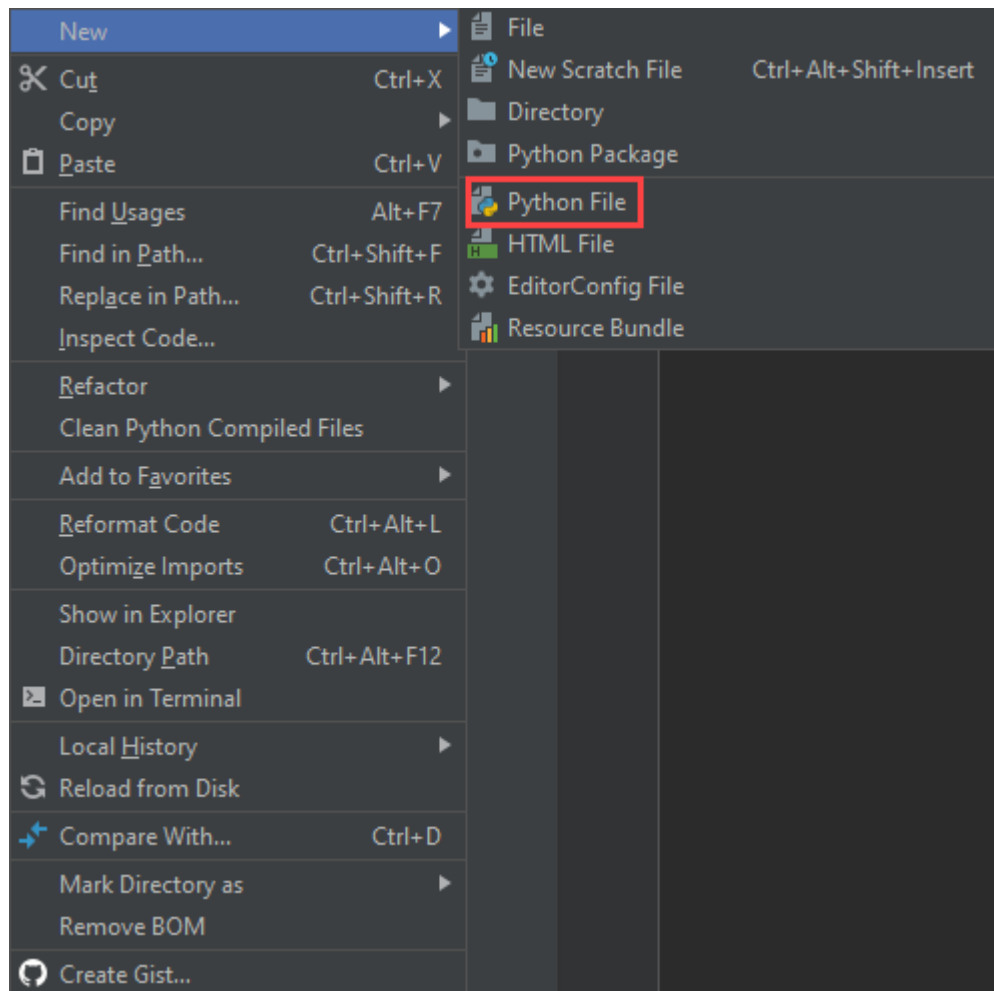 New
Cut Ctrl+X
Copy
Paste Ctrl+V
Find Usages Alt+F7
Find in Path... Ctrl+Shift+F
Replace in Path... Ctrl+Shift+R
Inspect Code...
Refactor
Clean Python Compiled Files
Add to Favorites
Reformat Code Ctrl+Alt+L
Optimize Imports Ctrl+Alt+O
Show in Explorer
Directory Path Ctrl+Alt+F12
Open in Terminal
Local History
Reload from Disk
Compare With... Ctrl+D
Mark Directory as
Remove BOM
Create Gist...
File
New Scratch File Ctrl+Alt+Shift+Insert
Directory
Python Package
Python File
HTML File
EditorConfig File
Resource Bundle